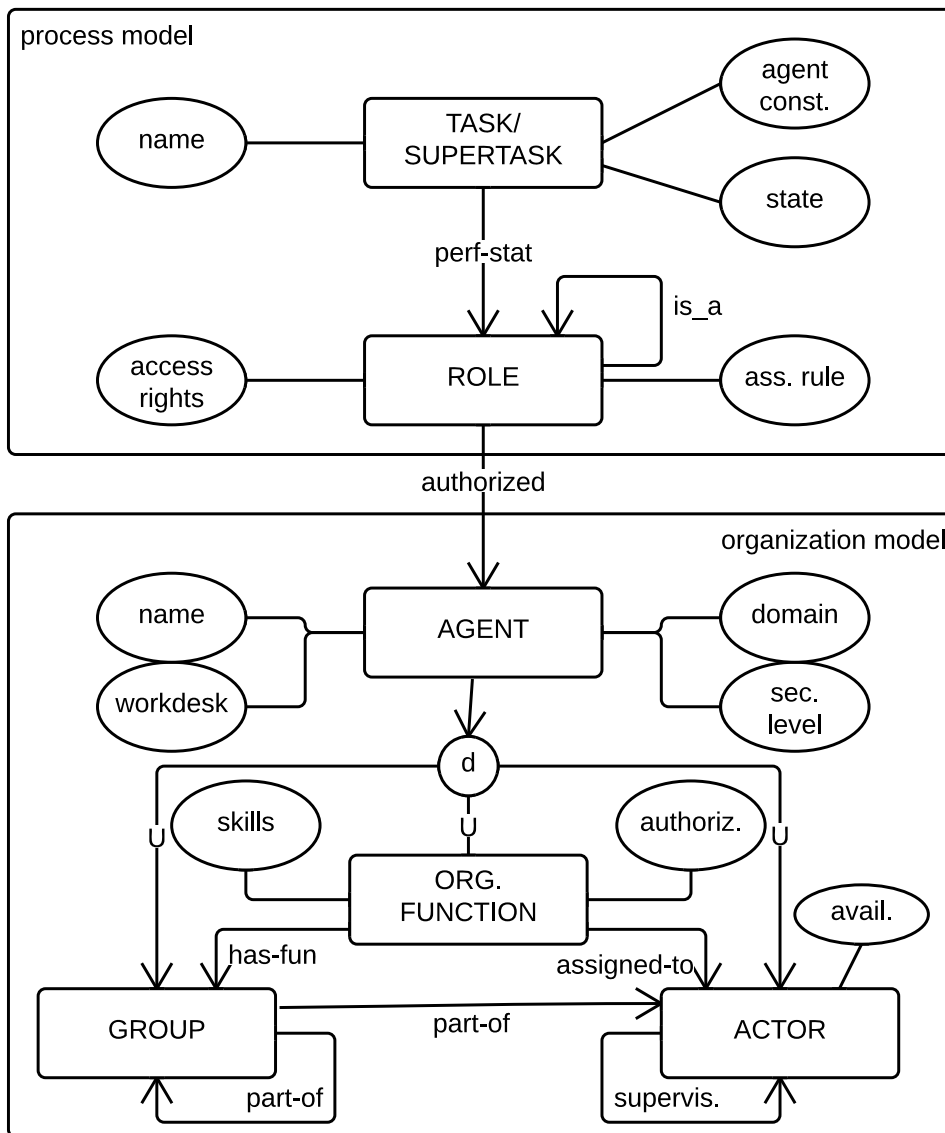 process model
agent
const.
name
TASK/
SUPERTASK
state
perf-stat
is_a
access
rights
ROLE
ass. rule
authorized
organization model
name
AGENT
domain
workdesk
sec.
level
d
skills
U
U
U
authoriz.
ORG.
FUNCTION
avail.
has-fun
assigned-to
GROUP
part-of
ACTOR
part-of
supervis.